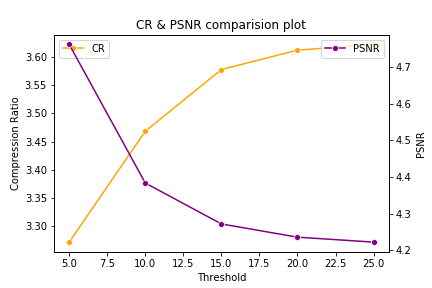 CR & PSNR comparision plot
CR
PSNR
3.60
3.55
3.50
3.45
3.40
3.35
3.30
Compression Ratio
4.7
4.6
4.5
4.4
4.3
4.2
PSNR
5.0 7.5 10.0 12.5 15.0 17.5 20.0 22.5 25.0
Threshold